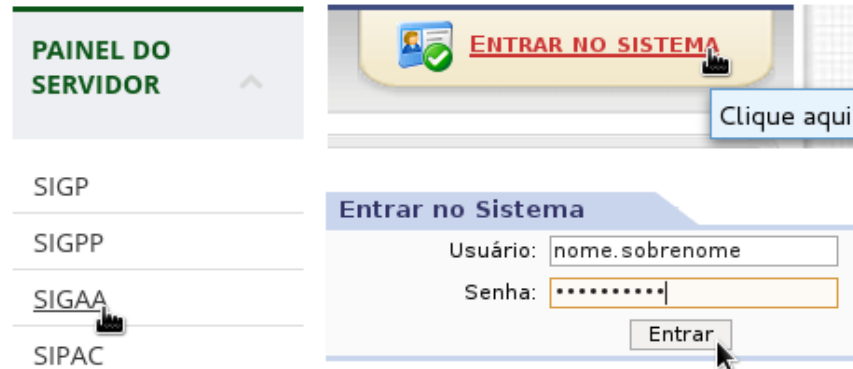 PAINEL DO
SERVIDOR
SIGP
SIGPP
SIGAA
SIPAC
ENTRAR NO SISTEMA
Clique aqui
Entrar no Sistema
Usuário: nome.sobrenome
Senha: ••••••••••
Entrar